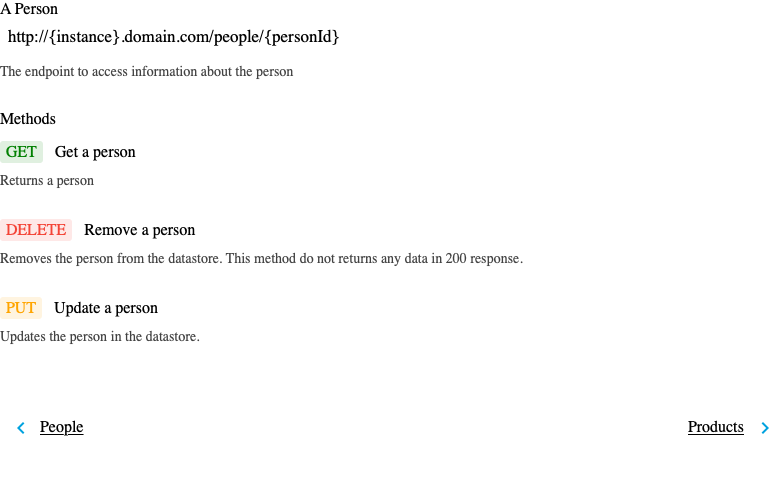 A Person
http://{instance}.domain.com/people/{personId}
The endpoint to access information about the person
Methods
GET Get a person
Returns a person
DELETE Remove a person
Removes the person from the datastore. This method do not returns any data in 200 response.
PUT Update a person
Updates the person in the datastore.
People Products